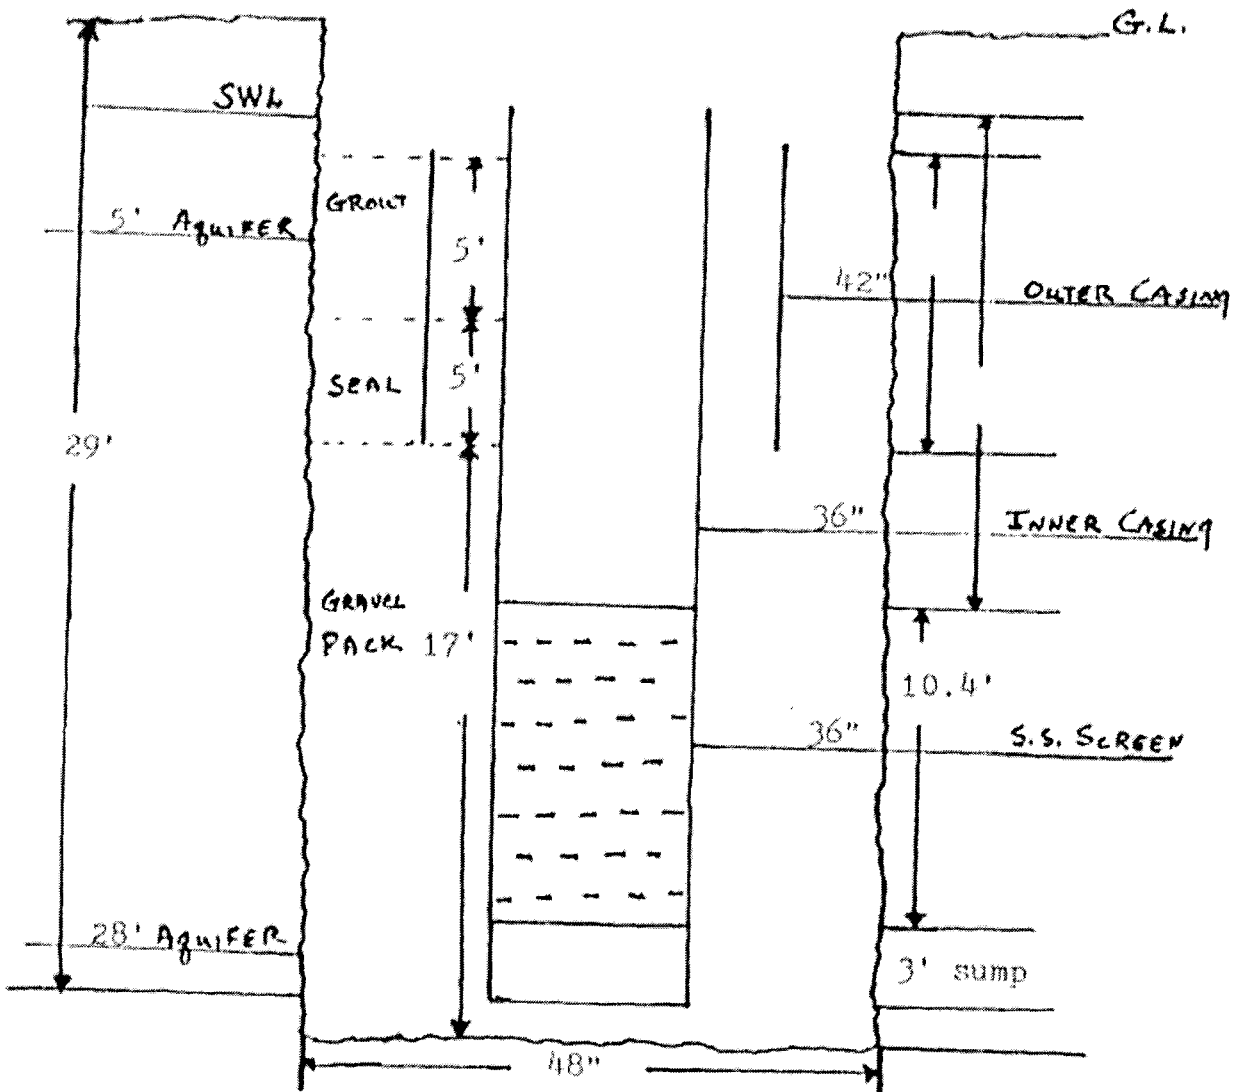 G.L.
SWL
GROUT
5' AQUIFER
5'
42"
OUTER CASING
SEAL
5'
29'
36"
INNER CASING
GRAVEL
PACK 17'
10.4'
36"
S.S. SCREEN
28' AQUIFER
3' sump
48"